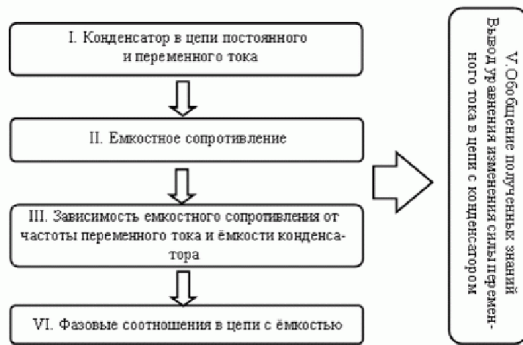 I. Конденсатор в цепи постоянного
и переменного тока
II. Емкостное сопротивление
III. Зависимость емкостного сопротивления от
частоты переменного тока и ёмкости конденса-
тора
VI. Фазовые соотношения в цепи с ёмкостью
V. Обобщение полученных знаний
Вывод уравнения изменения силы перемен-
ного тока в цепи с конденсатором